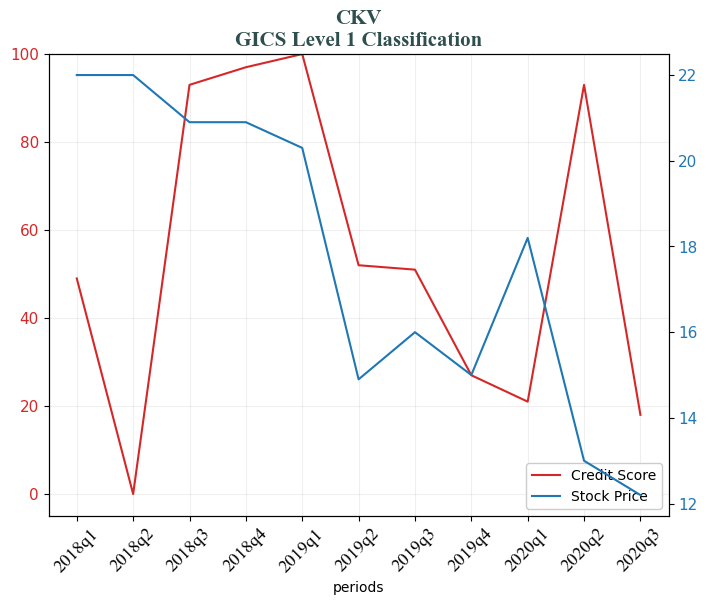 CKV
GICS Level 1 Classification
100
80
60
40
20
0
22
20
18
16
14
12
Credit Score
Stock Price
2018q1
2018q2
2018q3
2018q4
2019q1
2019q2
2019q3
2019q4
2020q1
2020q2
2020q3
periods